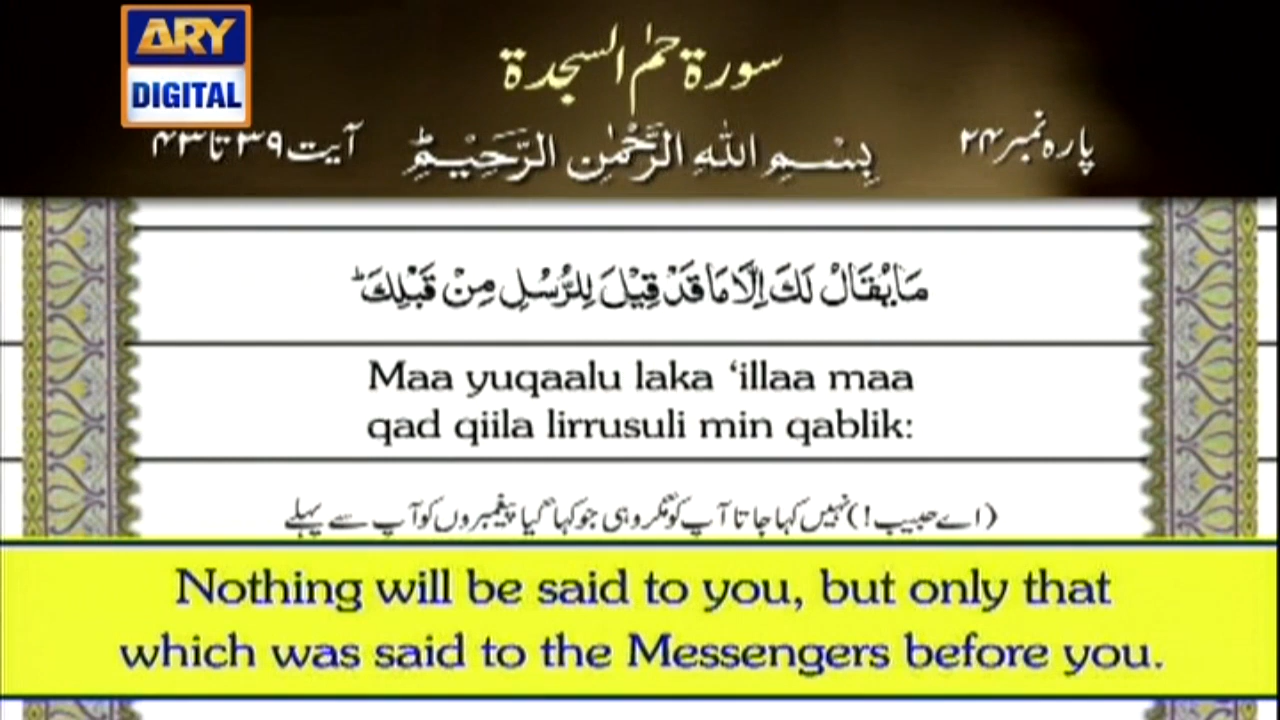 ARY
DIGITAL
سورة حٰمٓ السجدة
پارہ نمبر ۲۴
بِسْمِ اللهِ الرَّحْمٰنِ الرَّحِيْمِ
آیت ۳۹ تا ۴۳
مَا يُقَالُ لَكَ اِلَّا مَا قَدْ قِيْلَ لِلرُّسُلِ مِنْ قَبْلِكَ ؕ
Maa yuqaalu laka ‘illaa maa
qad qiila lirrusuli min qablik:
(اے حبیب!) نہیں کہا جاتا آپ کو مگر وہی جو کہا گیا پیغمبروں کو آپ سے پہلے
Nothing will be said to you, but only that
which was said to the Messengers before you.